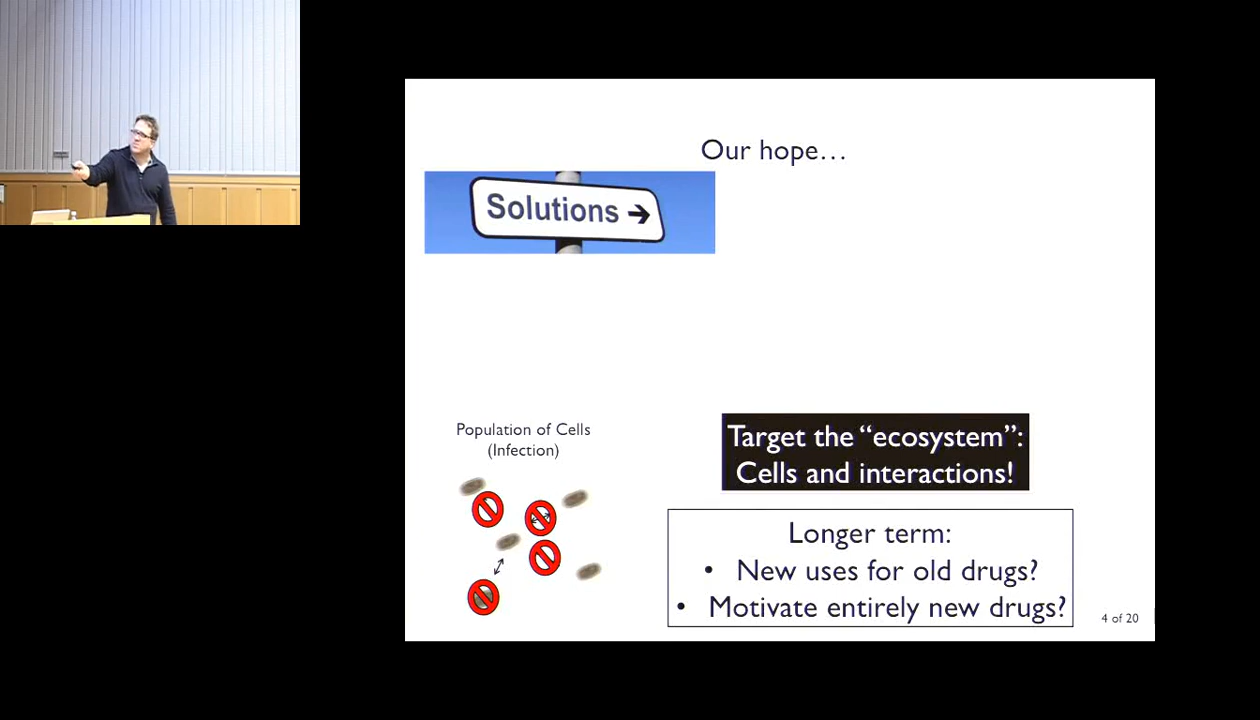 Our hope…
Solutions →
Population of Cells
(Infection)
Target the “ecosystem”:
Cells and interactions!
Longer term:
• New uses for old drugs?
• Motivate entirely new drugs?
4 of 20